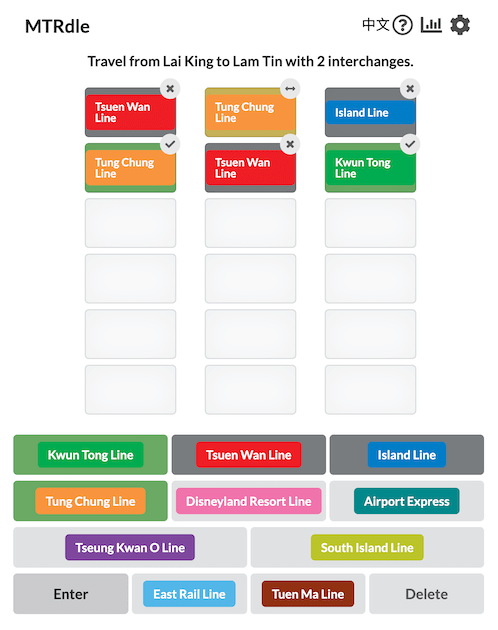 MTRdle
中文 ?
Travel from Lai King to Lam Tin with 2 interchanges.
Tsuen Wan
Line
Tung Chung
Line
Island Line
Tung Chung
Line
Tsuen Wan
Line
Kwun Tong
Line
Kwun Tong Line
Tsuen Wan Line
Island Line
Tung Chung Line
Disneyland Resort Line
Airport Express
Tseung Kwan O Line
South Island Line
Enter
East Rail Line
Tuen Ma Line
Delete